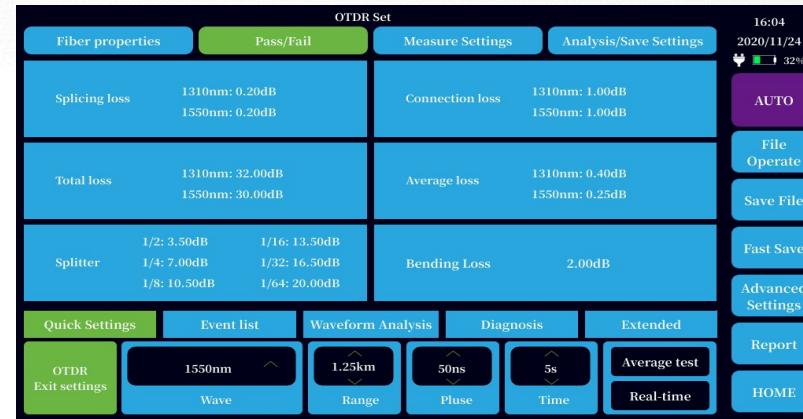 OTDR Set
Fiber properties
Pass/Fail
Measure Settings
Analysis/Save Settings
Splicing loss
1310nm: 0.20dB
1550nm: 0.20dB
Connection loss
1310nm: 1.00dB
1550nm: 1.00dB
Total loss
1310nm: 32.00dB
1550nm: 30.00dB
Average loss
1310nm: 0.40dB
1550nm: 0.25dB
Splitter
1/2: 3.50dB
1/4: 7.00dB
1/8: 10.50dB
1/16: 13.50dB
1/32: 16.50dB
1/64: 20.00dB
Bending Loss
2.00dB
Quick Settings
Event list
Waveform Analysis
Diagnosis
Extended
OTDR
Exit settings
1550nm
Wave
1.25km
Range
50ns
Pluse
5s
Time
Average test
Real-time
16:04
2020/11/24
32%
AUTO
File
Operate
Save File
Fast Save
Advanced
Settings
Report
HOME